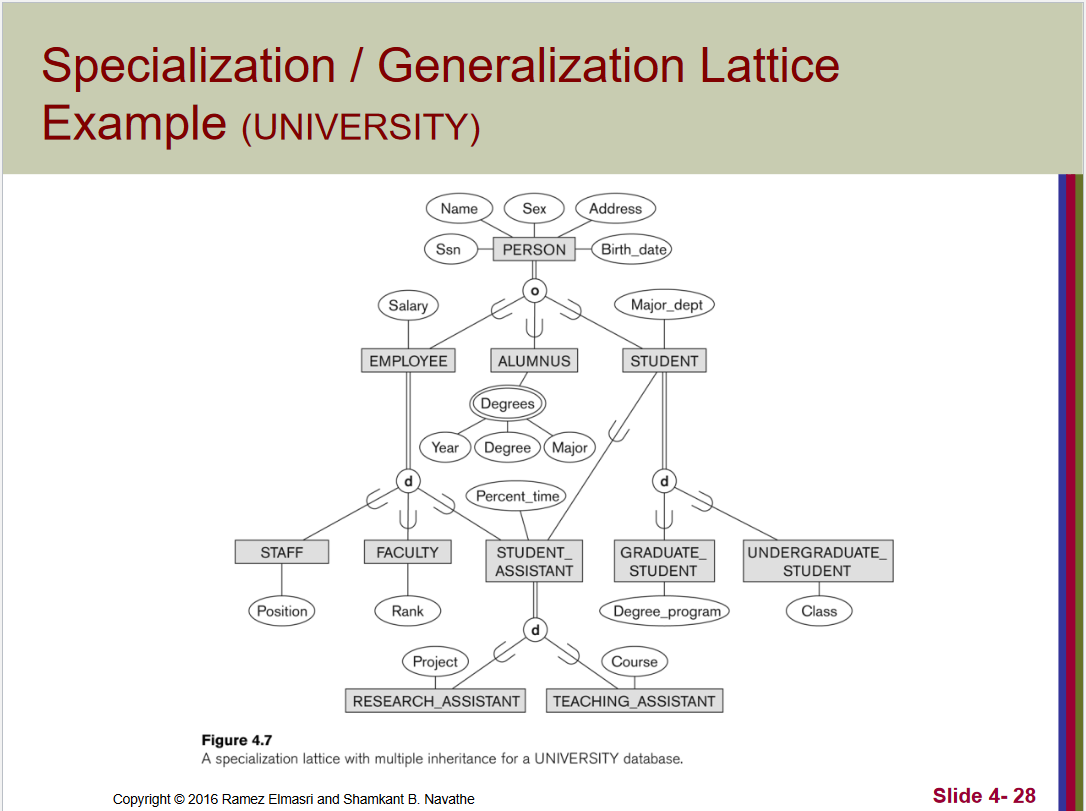 Specialization / Generalization Lattice
Example (UNIVERSITY)
Name
Sex
Address
Ssn
PERSON
Birth_date
o
Salary
Major_dept
EMPLOYEE
ALUMNUS
STUDENT
Degrees
Year
Degree
Major
d
Percent_time
d
STAFF
FACULTY
STUDENT_
ASSISTANT
GRADUATE_
STUDENT
UNDERGRADUATE_
STUDENT
Position
Rank
Degree_program
Class
d
Project
Course
RESEARCH_ASSISTANT
TEACHING_ASSISTANT
Figure 4.7
A specialization lattice with multiple inheritance for a UNIVERSITY database.
Copyright © 2016 Ramez Elmasri and Shamkant B. Navathe
Slide 4- 28